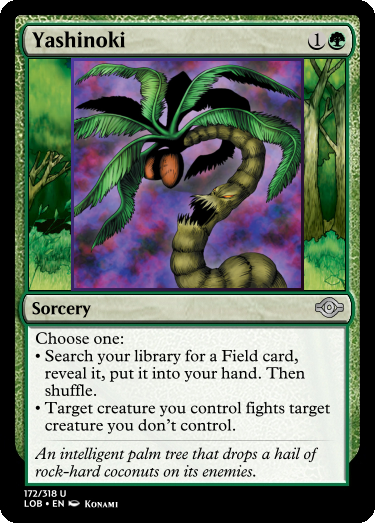 Yashinoki 1
Sorcery
Choose one:
• Search your library for a Field card,
reveal it, put it into your hand. Then
shuffle.
• Target creature you control fights target
creature you don't control.
An intelligent palm tree that drops a hail of
rock-hard coconuts on its enemies.
172/318 U
LOB • EN Konami